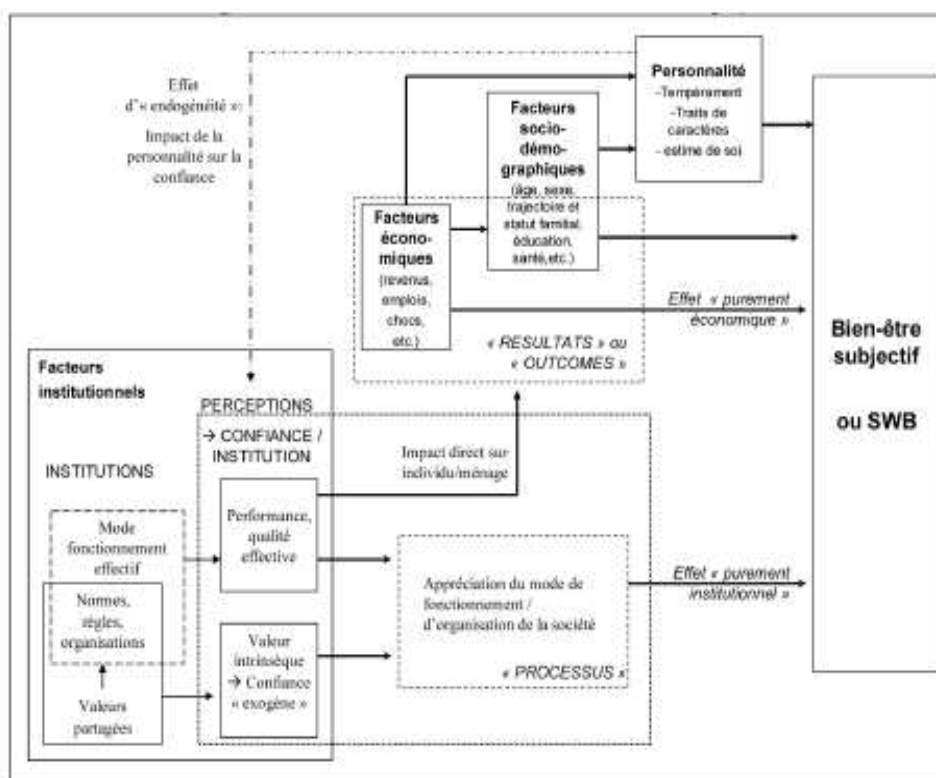 Effet
d'« endogénéité »:
Impact de la
personnalité sur la
confiance
Personnalité
-Tempérament
-Traits de
caractères
-estime de soi
Facteurs
socio-
démo-
graphiques
(âge, sexe,
trajectoire et
statut familial,
éducation,
santé,etc.)
Facteurs
écono-
miques
(revenus,
emplois,
chocs,
etc.)
Effet « purement
économique »
« RESULTATS » ou
« OUTCOMES »
Bien-être
subjectif
ou SWB
Facteurs
institutionnels
PERCEPTIONS
→ CONFIANCE /
INSTITUTION
Impact direct sur
individu/ménage
INSTITUTIONS
Mode
fonctionnement
effectif
Performance,
qualité
effective
Normes,
règles,
organisations
Valeurs
partagées
Valeur
intrinsèque
→ Confiance
« exogène »
Appréciation du mode de
fonctionnement /
d'organisation de la société
« PROCESSUS »
Effet « purement
institutionnel »